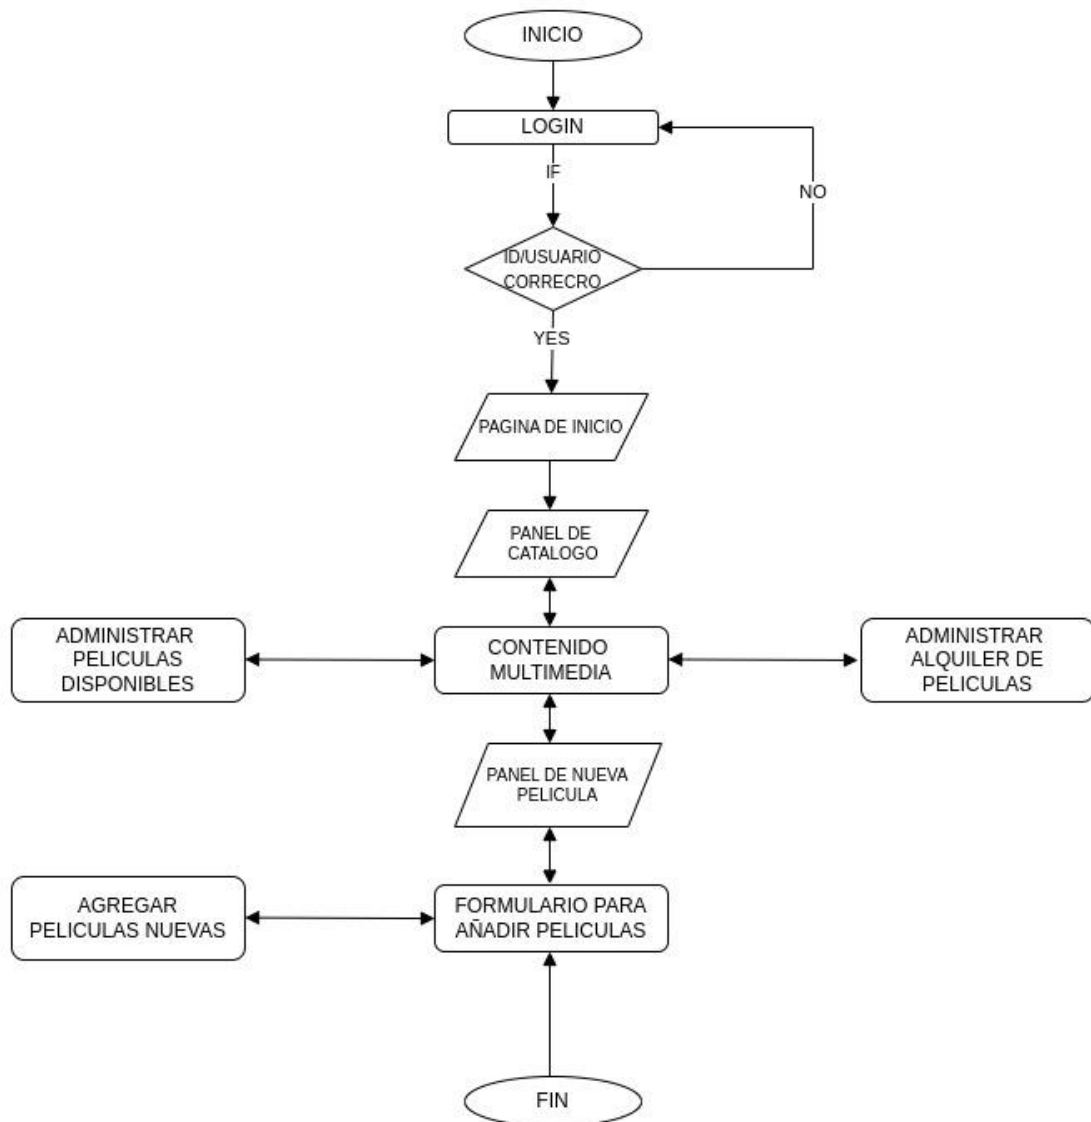 INICIO
LOGIN
IF
NO
ID/USUARIO
CORRECRO
YES
PAGINA DE INICIO
PANEL DE
CATALOGO
ADMINISTRAR
PELICULAS
DISPONIBLES
CONTENIDO
MULTIMEDIA
ADMINISTRAR
ALQUILER DE
PELICULAS
PANEL DE NUEVA
PELICULA
AGREGAR
PELICULAS NUEVAS
FORMULARIO PARA
AÑADIR PELICULAS
FIN